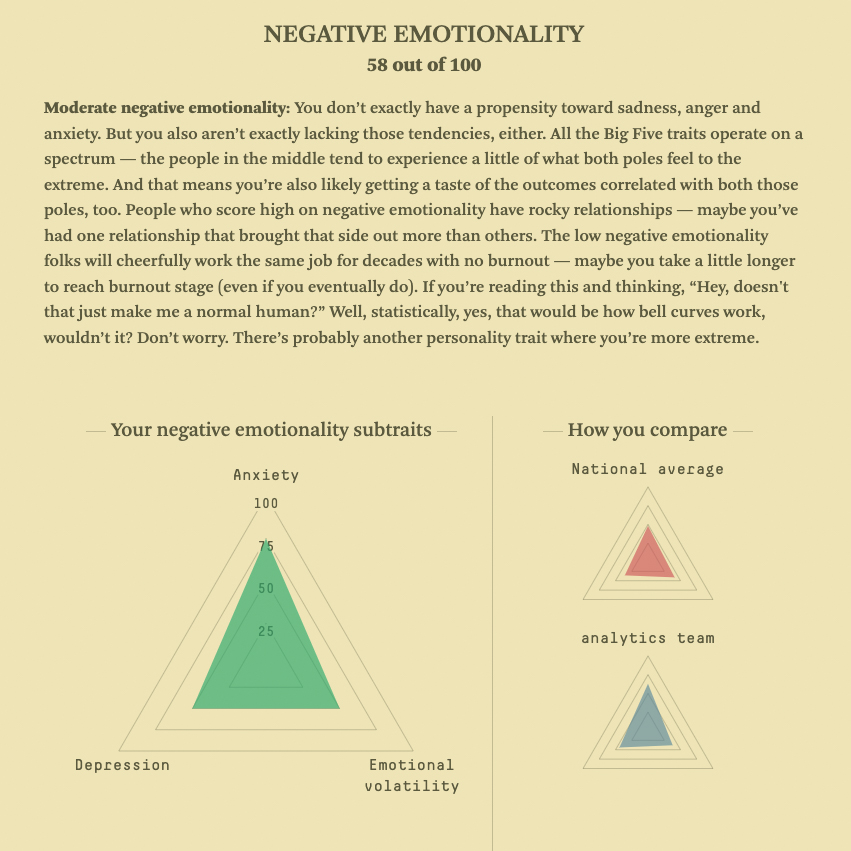 NEGATIVE EMOTIONALITY
58 out of 100
Moderate negative emotionality: You don’t exactly have a propensity toward sadness, anger and
anxiety. But you also aren’t exactly lacking those tendencies, either. All the Big Five traits operate on a
spectrum — the people in the middle tend to experience a little of what both poles feel to the
extreme. And that means you’re also likely getting a taste of the outcomes correlated with both those
poles, too. People who score high on negative emotionality have rocky relationships — maybe you’ve
had one relationship that brought that side out more than others. The low negative emotionality
folks will cheerfully work the same job for decades with no burnout — maybe you take a little longer
to reach burnout stage (even if you eventually do). If you’re reading this and thinking, “Hey, doesn't
that just make me a normal human?” Well, statistically, yes, that would be how bell curves work,
wouldn’t it? Don’t worry. There’s probably another personality trait where you’re more extreme.
Your negative emotionality subtraits
Anxiety
100
75
50
25
Depression
Emotional
volatility
How you compare
National average
analytics team